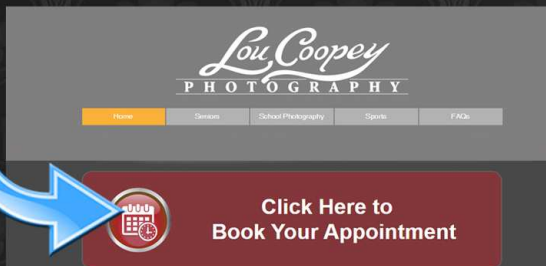 Lou Coopey
PHOTOGRAPHY
Home Seniors School Photography Sports FAQs
Click Here to
Book Your Appointment